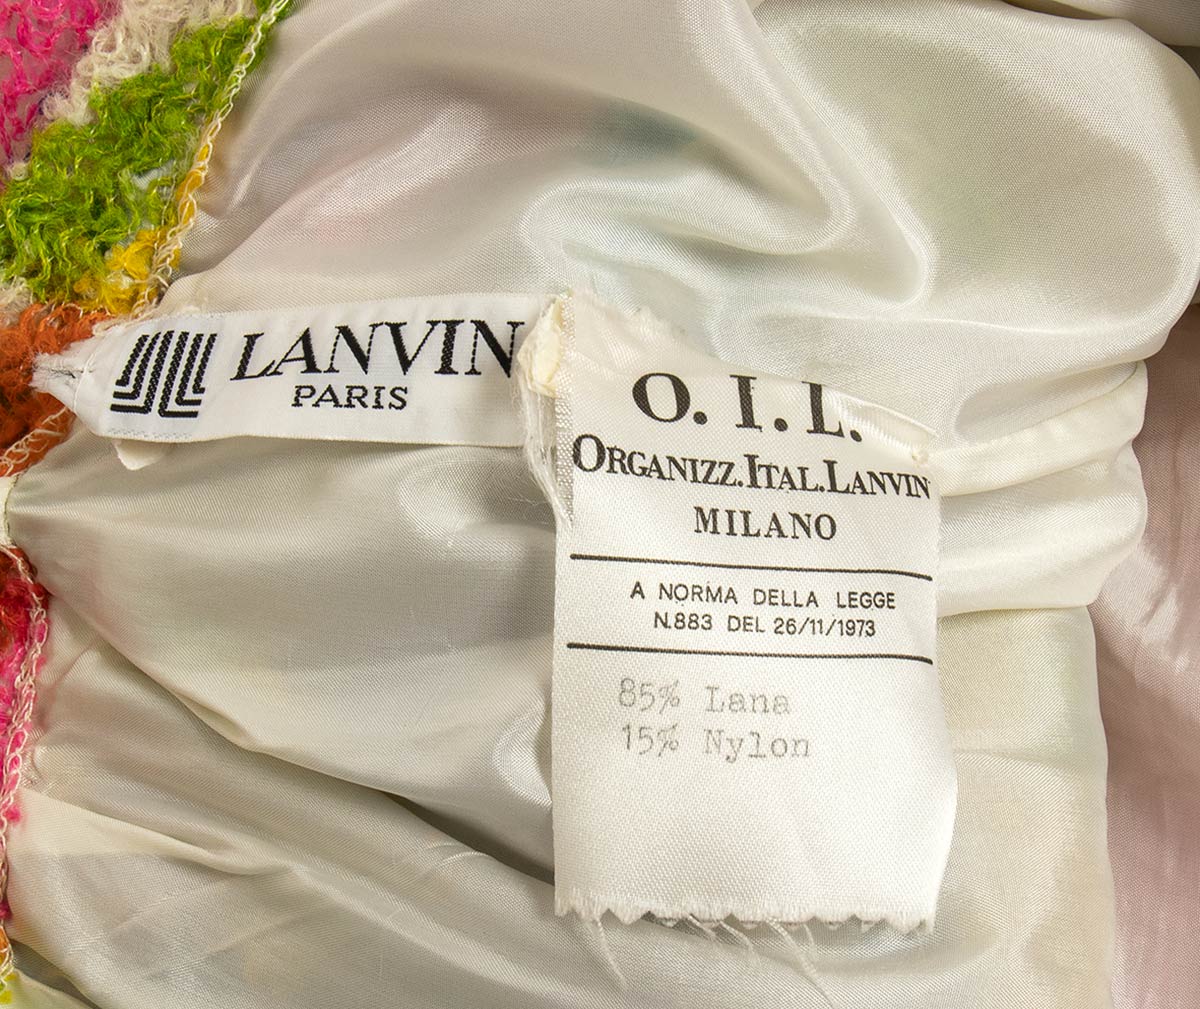 LANVIN
PARIS
O. I. L.
ORGANIZZ.ITAL.LANVIN
MILANO
A NORMA DELLA LEGGE
N.883 DEL 26/11/1973
85% Lana
15% Nylon